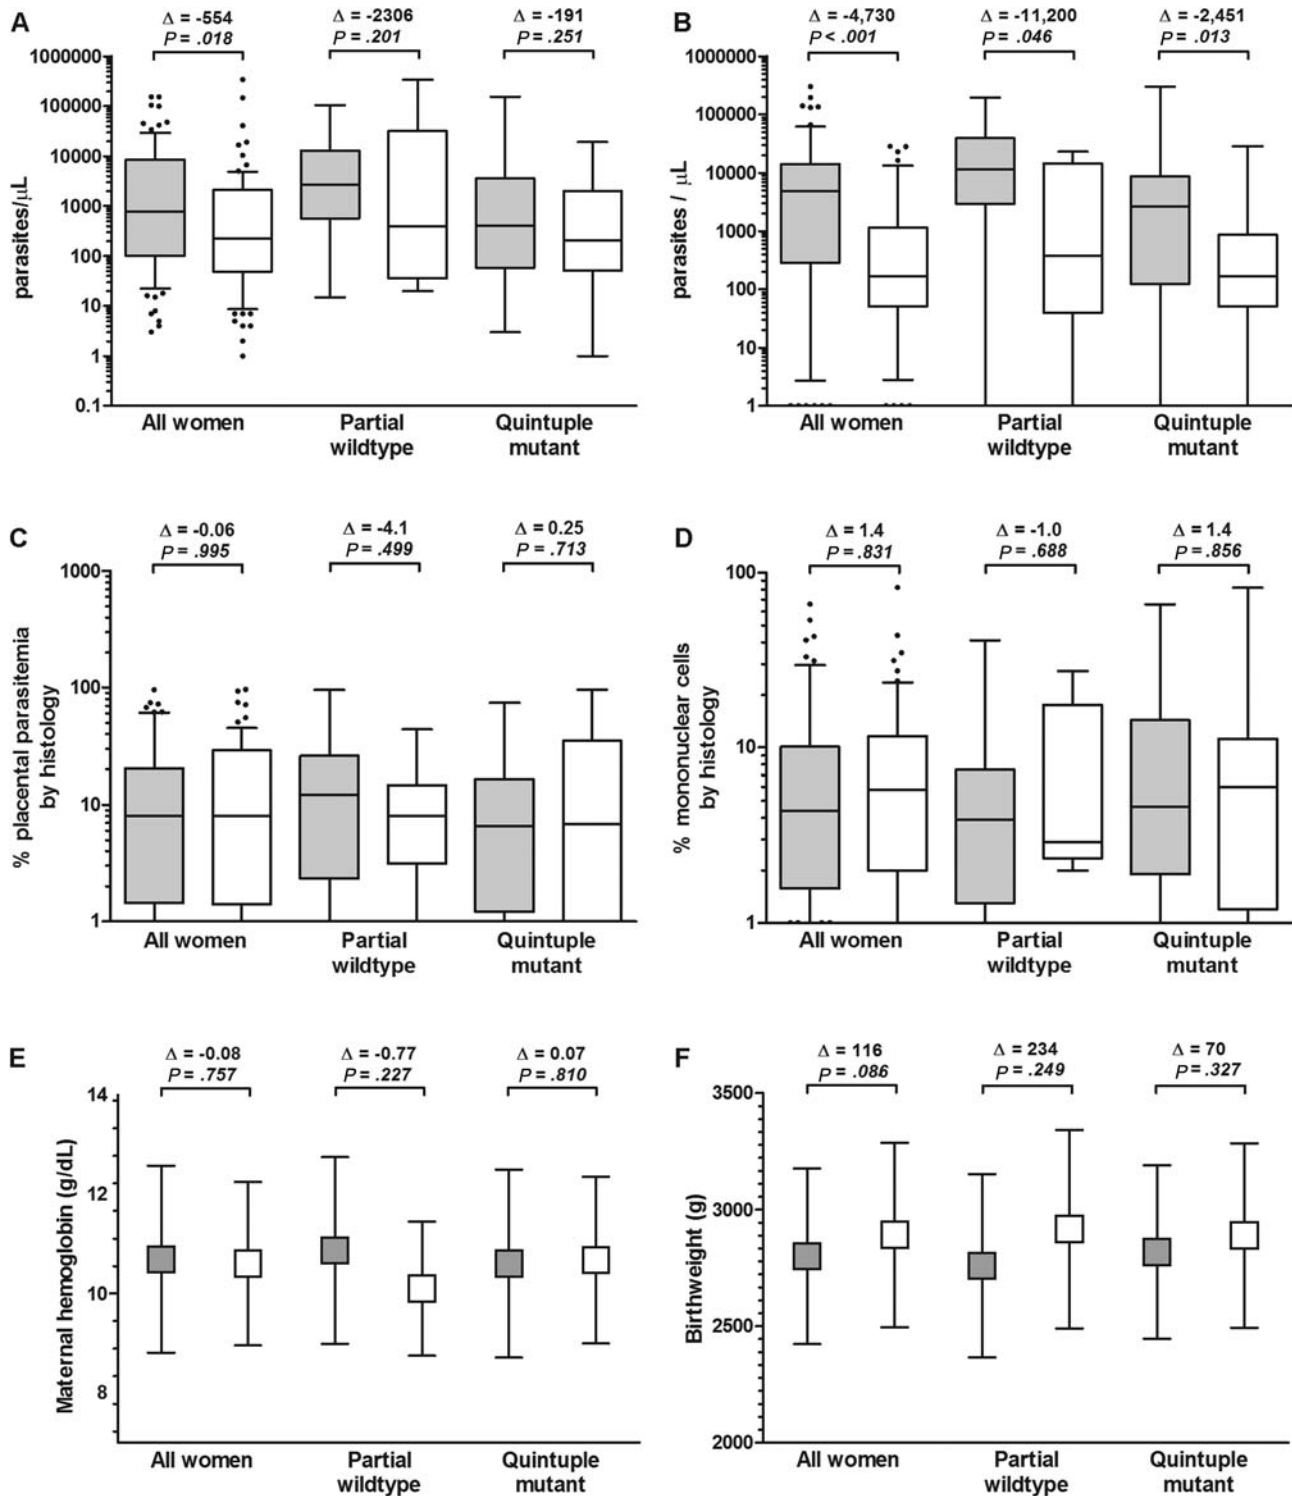 A
Δ = -554
P = .018
Δ = -2306
P = .201
Δ = -191
P = .251
parasites/μL
1000000
100000
10000
1000
100
10
1
0.1
All women
Partial
wildtype
Quintuple
mutant
B
Δ = -4,730
P < .001
Δ = -11,200
P = .046
Δ = -2,451
P = .013
parasites / μL
1000000
100000
10000
1000
100
10
1
All women
Partial
wildtype
Quintuple
mutant
C
Δ = -0.06
P = .995
Δ = -4.1
P = .499
Δ = 0.25
P = .713
% placental parasitemia
by histology
1000
100
10
1
All women
Partial
wildtype
Quintuple
mutant
D
Δ = 1.4
P = .831
Δ = -1.0
P = .688
Δ = 1.4
P = .856
% mononuclear cells
by histology
100
10
1
All women
Partial
wildtype
Quintuple
mutant
E
Δ = -0.08
P = .757
Δ = -0.77
P = .227
Δ = 0.07
P = .810
Maternal hemoglobin (g/dL)
14
12
10
8
All women
Partial
wildtype
Quintuple
mutant
F
Δ = 116
P = .086
Δ = 234
P = .249
Δ = 70
P = .327
Birthweight (g)
3500
3000
2500
2000
All women
Partial
wildtype
Quintuple
mutant